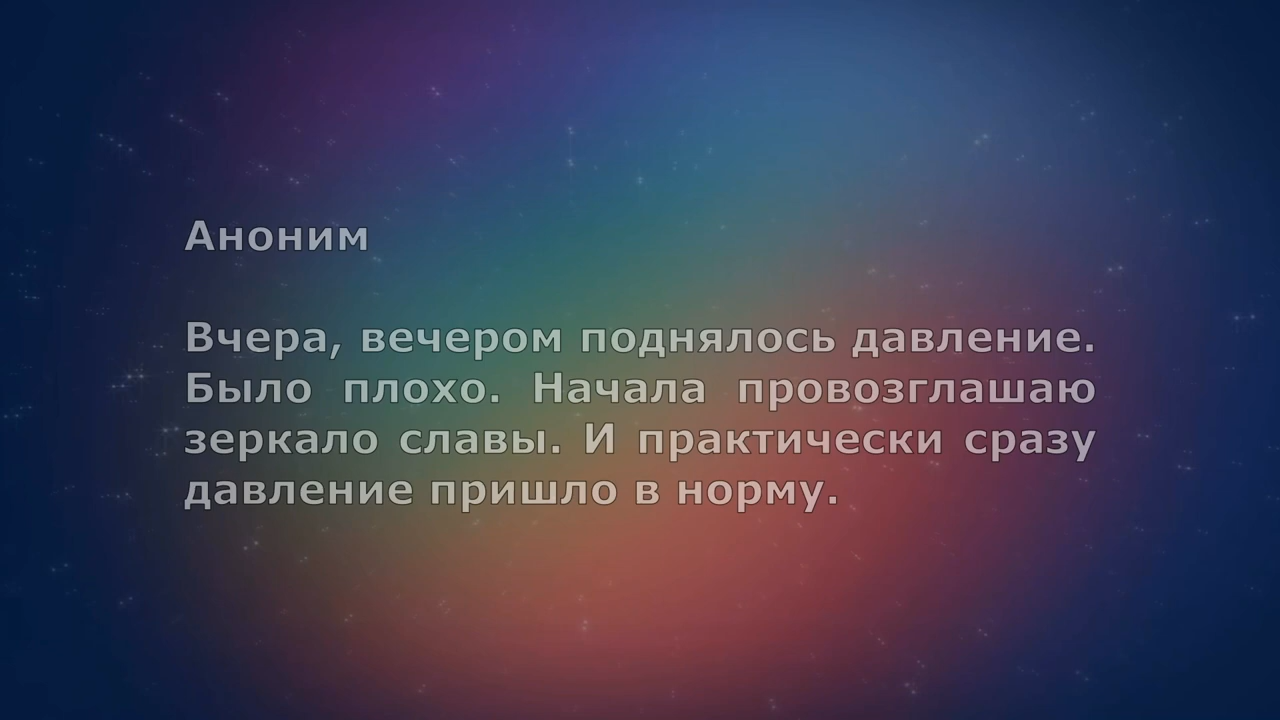 Аноним
Вчера, вечером поднялось давление.
Было плохо. Начала провозглашаю
зеркало славы. И практически сразу
давление пришло в норму.